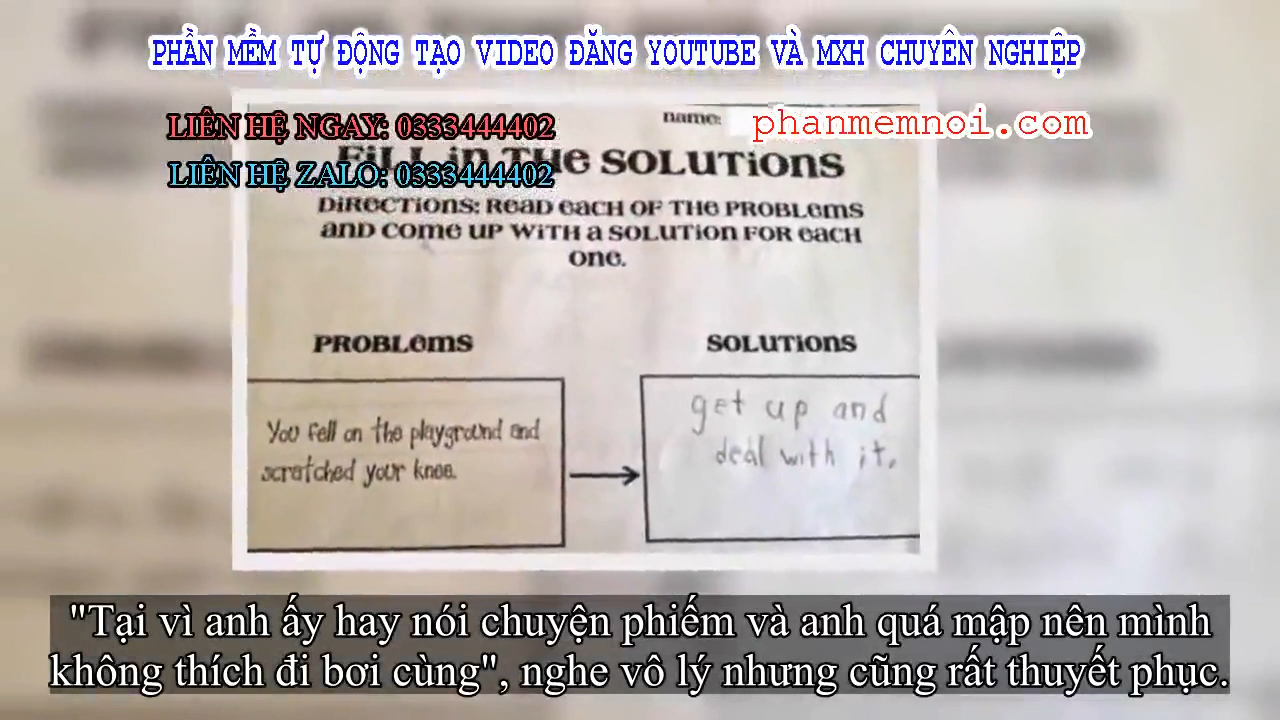 PHẦN MỀM TỰ ĐỘNG TẠO VIDEO ĐĂNG YOUTUBE VÀ MXH CHUYÊN NGHIỆP
LIÊN HỆ NGAY: 0333444402
name:
phanmemnoi.com
LIÊN HỆ ZALO: 0333444402
FiLL in THe SOLUTiOnS
DiReCTiOnS: ReaD eaCH OF THe PROBLemS
anD COme UP WiTH a SOLUTiOn FOR eaCH
One.
PROBLemS
SOLUTiOnS
You fell on the playground and
scratched your knee.
get up and
deal with it.
"Tại vì anh ấy hay nói chuyện phiếm và anh quá mập nên mình
không thích đi bơi cùng", nghe vô lý nhưng cũng rất thuyết phục.